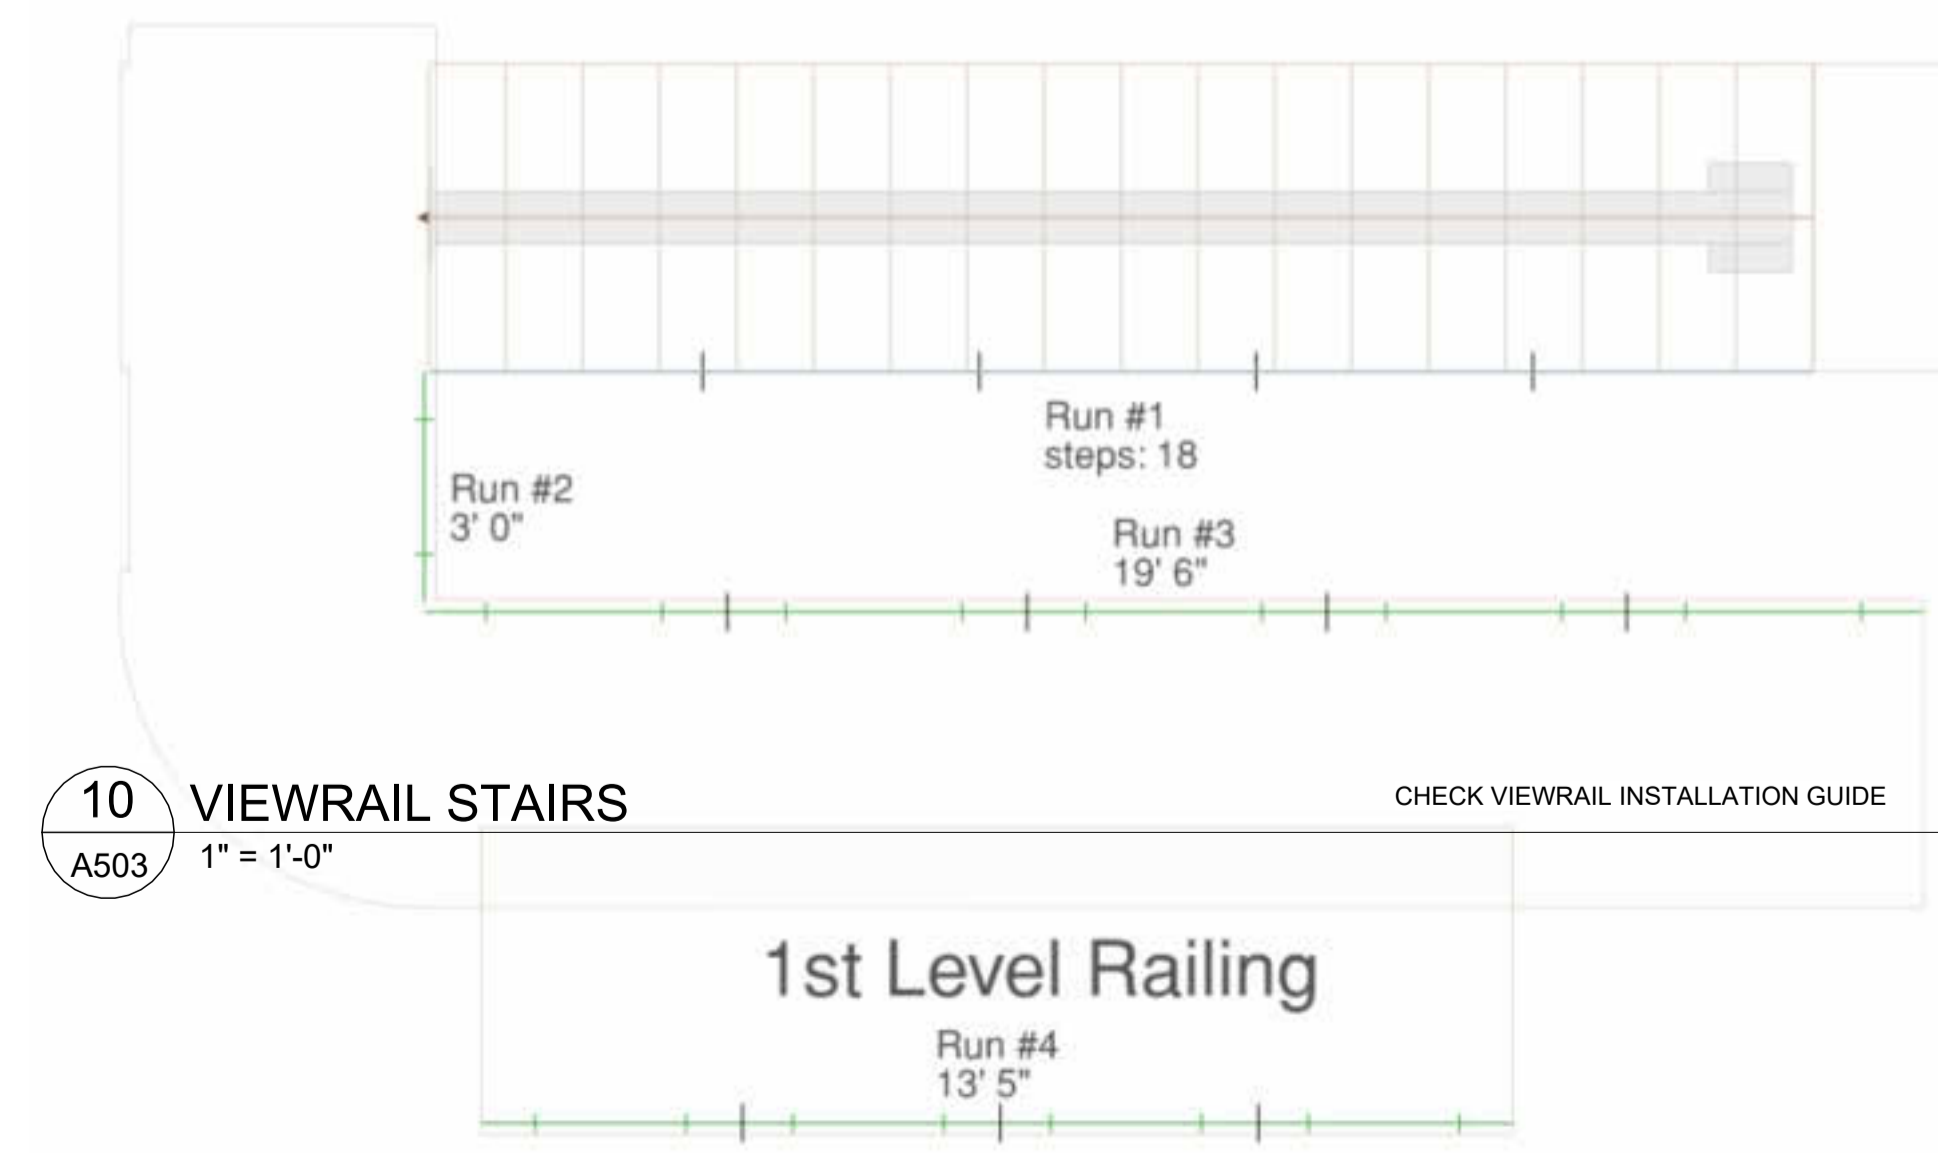 Run #1
steps: 18
Run #2
3' 0"
Run #3
19' 6"
10
A503
VIEWRAIL STAIRS
1" = 1'-0"
CHECK VIEWRAIL INSTALLATION GUIDE
1st Level Railing
Run #4
13' 5"